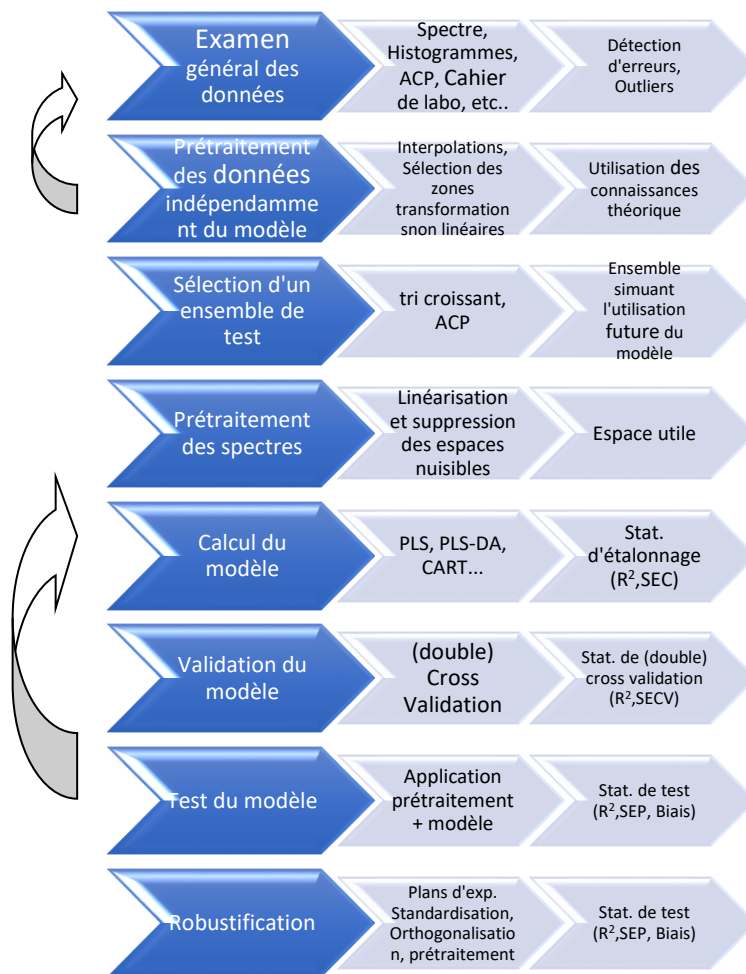 Examen
général des
données
Spectre,
Histogrammes,
ACP, Cahier
de labo, etc..
Détection
d'erreurs,
Outliers
Prétraitement
des données
indépendamme
nt du modèle
Interpolations,
Sélection des
zones
transformation
snon linéaires
Utilisation des
connaissances
théorique
Sélection d'un
ensemble de
test
tri croissant,
ACP
Ensemble
simuant
l'utilisation
future du
modèle
Prétraitement
des spectres
Linéarisation
et suppression
des espaces
nuisibles
Espace utile
Calcul du
modèle
PLS, PLS-DA,
CART...
Stat.
d'étalonnage
(R²,SEC)
Validation du
modèle
(double)
Cross
Validation
Stat. de (double)
cross validation
(R²,SECV)
Test du modèle
Application
prétraitement
+ modèle
Stat. de test
(R²,SEP, Biais)
Robustification
Plans d'exp.
Standardisation,
Orthogonalisatio
n, prétraitement
Stat. de test
(R²,SEP, Biais)